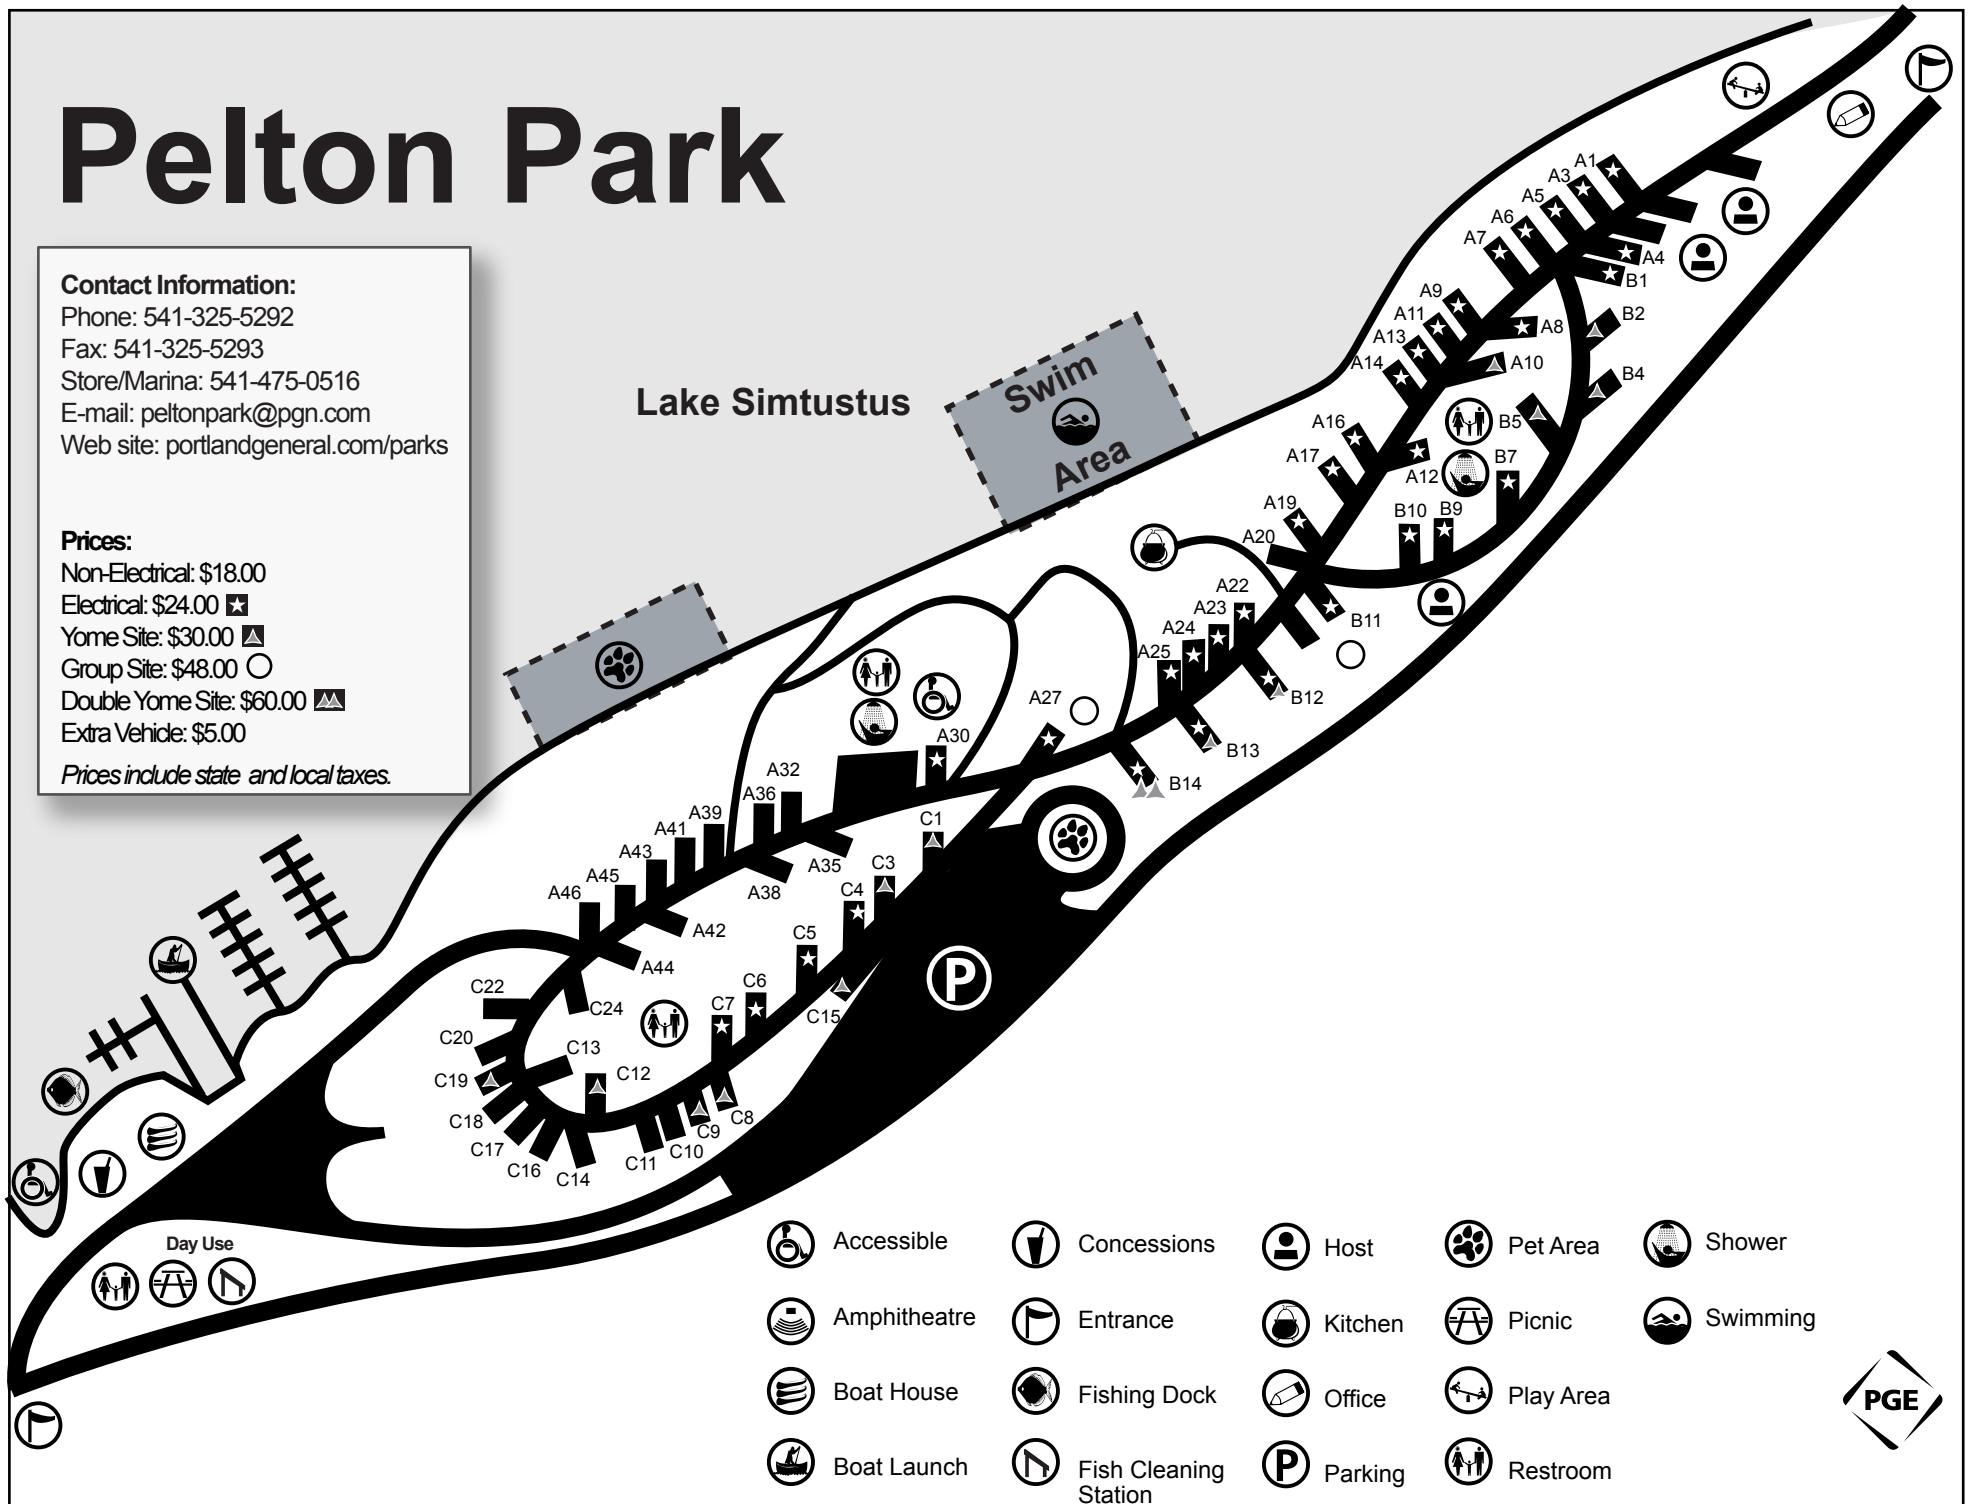 Pelton Park
Contact Information:
Phone: 541-325-5292
Fax: 541-325-5293
Store/Marina: 541-475-0516
E-mail: peltonpark@pgn.com
Web site: portlandgeneral.com/parks
Prices:
Non-Electrical: $18.00
Electrical: $24.00
Yome Site: $30.00
Group Site: $48.00
Double Yome Site: $60.00
Extra Vehicle: $5.00
Prices include state and local taxes.
Lake Simtustus
Swim
Area
A1
A3
A5
A6
A7
A4
B1
A9
A11
A13
A14
A8
A10
B2
B4
B5
B7
A16
A17
A12
A19
A20
B10
B9
A22
A23
A24
A25
B11
B12
B13
B14
A27
A30
A32
A36
A39
A41
A43
A45
A46
A35
A38
A42
A44
C1
C3
C4
C5
C6
C7
C15
C22
C24
C20
C13
C19
C12
C18
C17
C16
C14
C11
C10
C9
C8
P
Day Use
Accessible
Amphitheatre
Boat House
Boat Launch
Concessions
Entrance
Fishing Dock
Fish Cleaning
Station
Host
Kitchen
Office
P
Parking
Pet Area
Picnic
Play Area
Restroom
Shower
Swimming
PGE